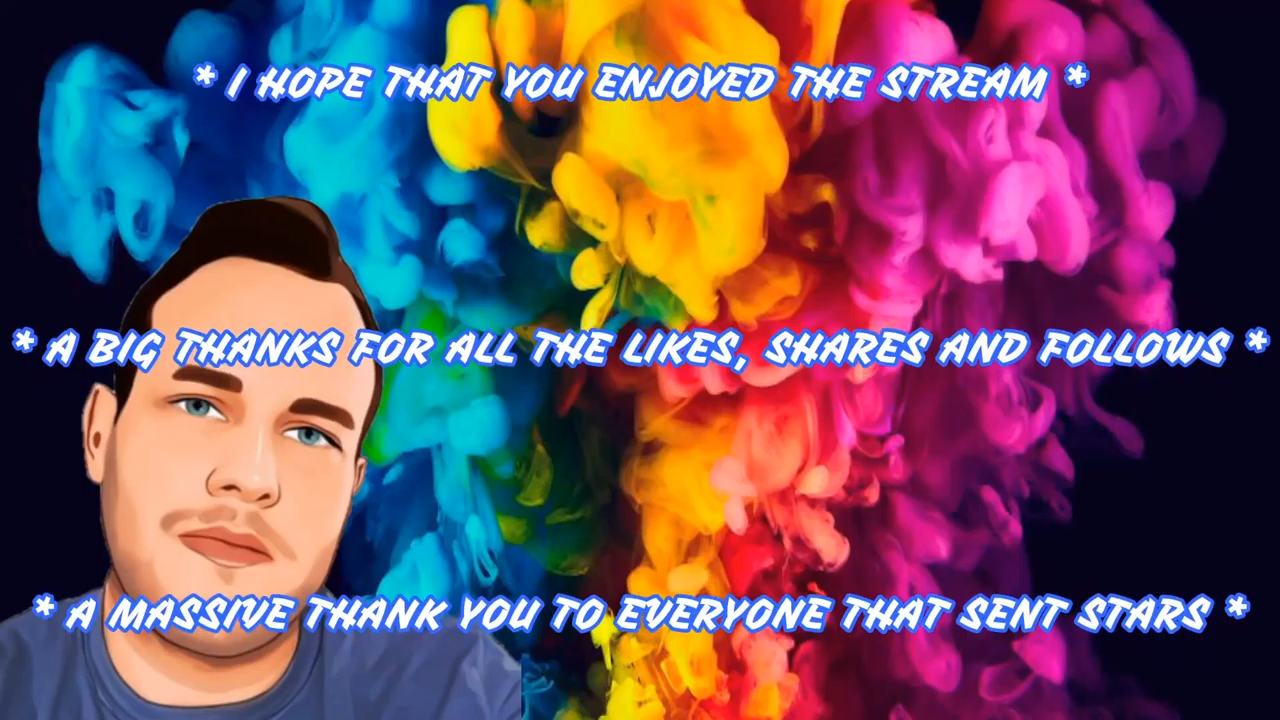 * I HOPE THAT YOU ENJOYED THE STREAM *
* A BIG THANKS FOR ALL THE LIKES, SHARES AND FOLLOWS *
* A MASSIVE THANK YOU TO EVERYONE THAT SENT STARS *